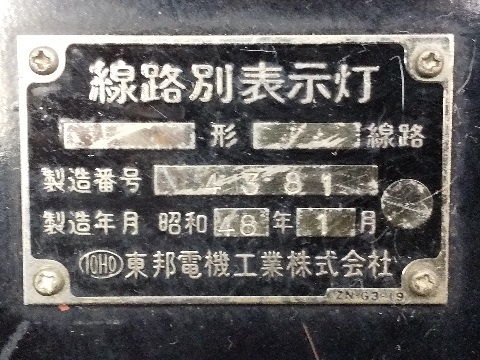 線路別表示灯
形 線路
製造番号 4381
製造年月 昭和48年1月
TOHO 東邦電機工業株式会社
ZN-G3-19